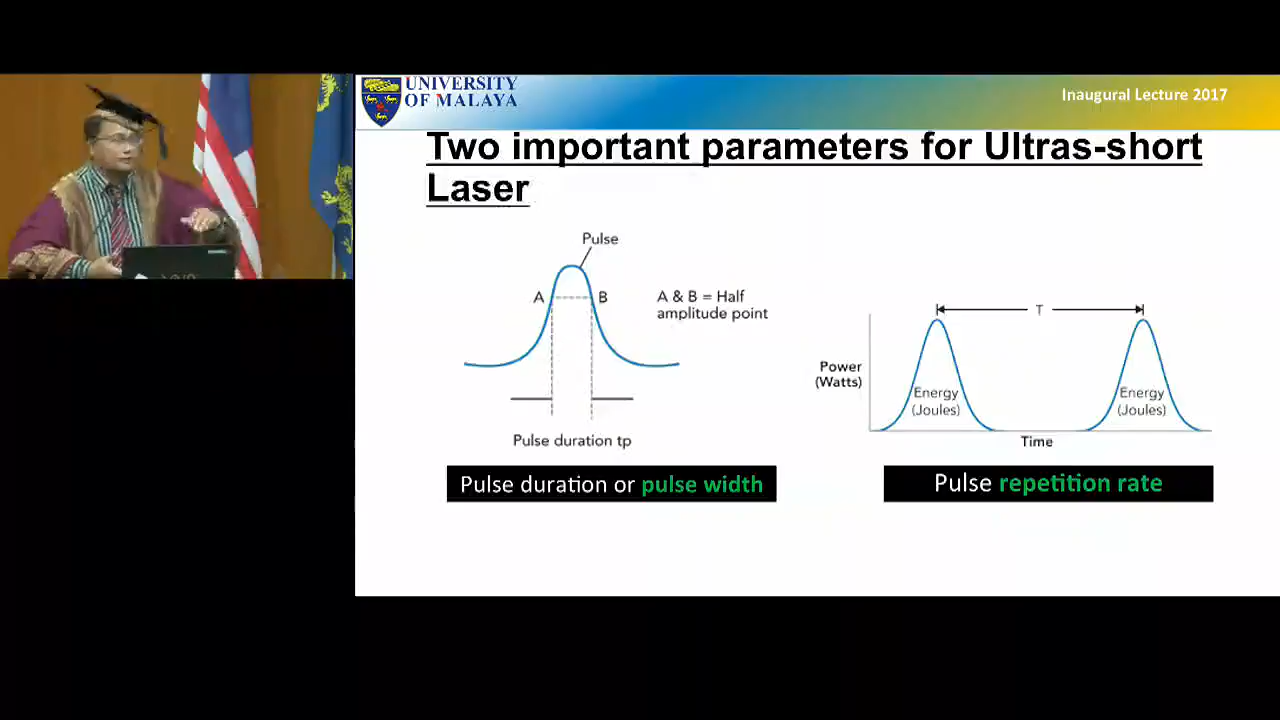 UNIVERSITY
OF MALAYA
Inaugural Lecture 2017
Two important parameters for Ultras-short
Laser
Pulse
A
B
A & B = Half
amplitude point
Pulse duration tp
Pulse duration or pulse width
T
Power
(Watts)
Energy
(Joules)
Energy
(Joules)
Time
Pulse repetition rate